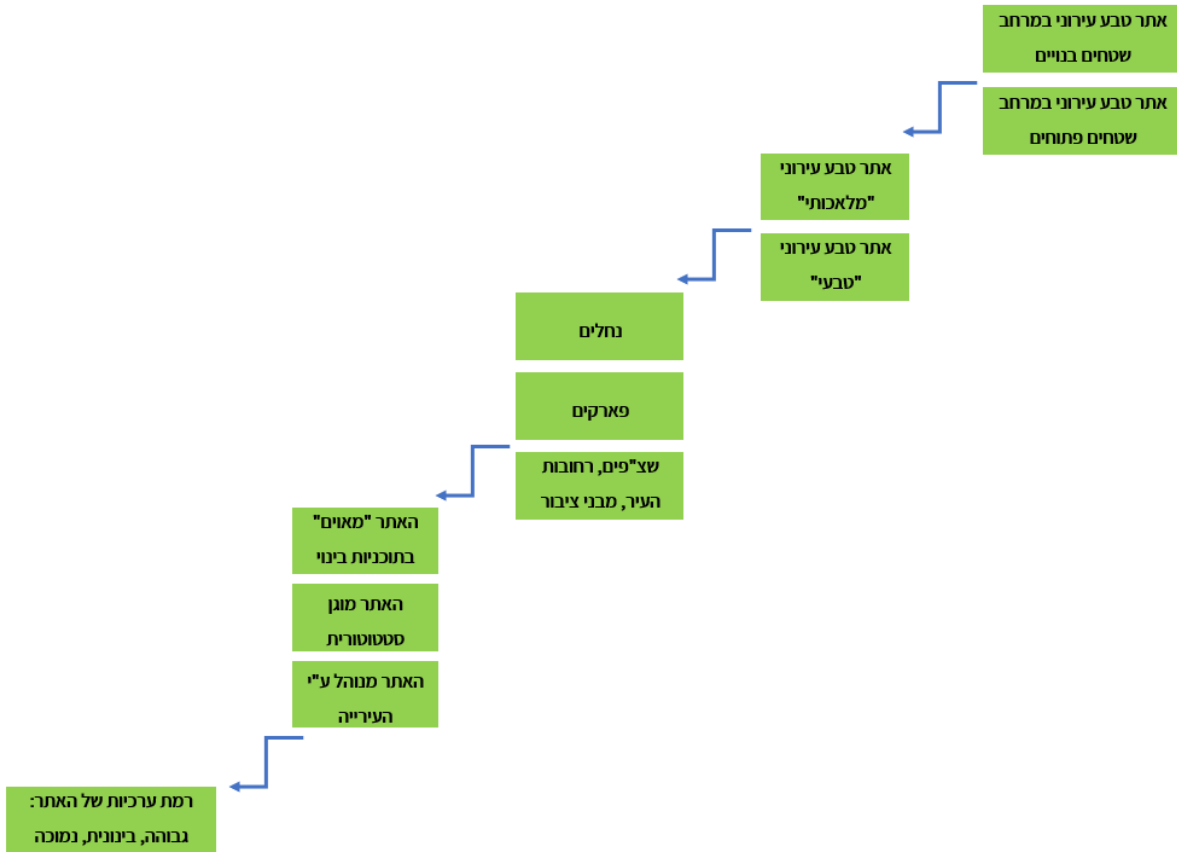 אתר טבע עירוני במרחב
שטחים בנויים
אתר טבע עירוני במרחב
שטחים פתוחים
אתר טבע עירוני
"מלאכותי"
אתר טבע עירוני
"טבעי"
נחלים
פארקים
שצ"פים, רחובות
העיר, מבני ציבור
האתר "מאוים"
בתוכניות בינוי
האתר מוגן
סטטוטורית
האתר מנוהל ע"י
העירייה
רמת ערכיות של האתר:
גבוהה, בינונית, נמוכה